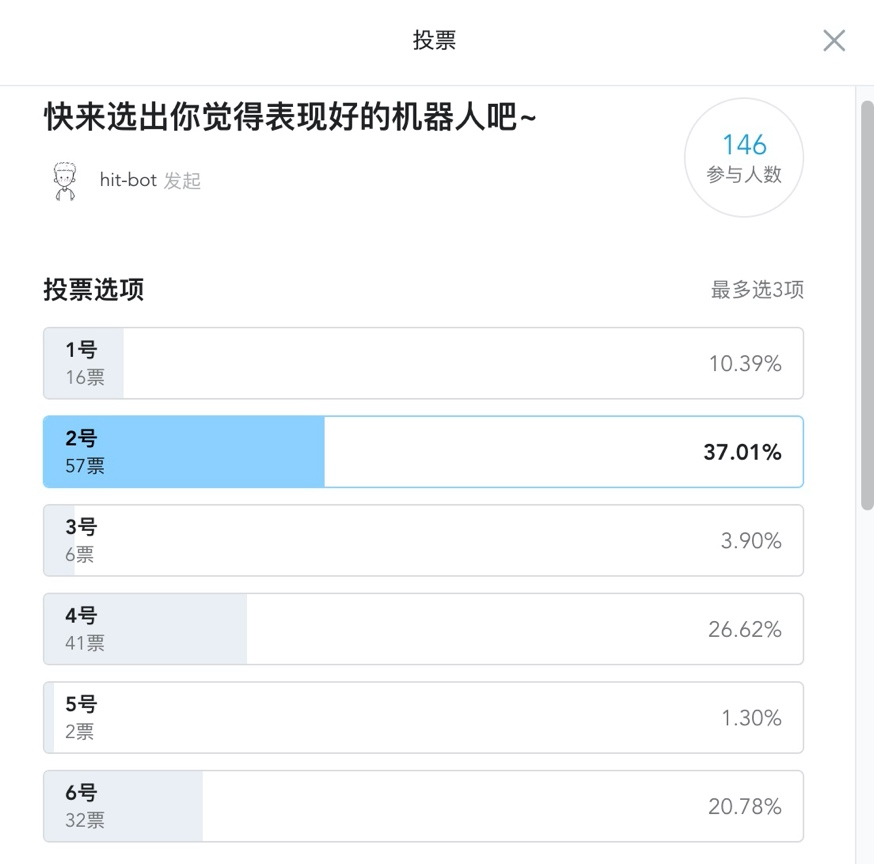 投票
快来选出你觉得表现好的机器人吧~
146
参与人数
hit-bot 发起
投票选项
最多选3项
1号
16票
10.39%
2号
57票
37.01%
3号
6票
3.90%
4号
41票
26.62%
5号
2票
1.30%
6号
32票
20.78%